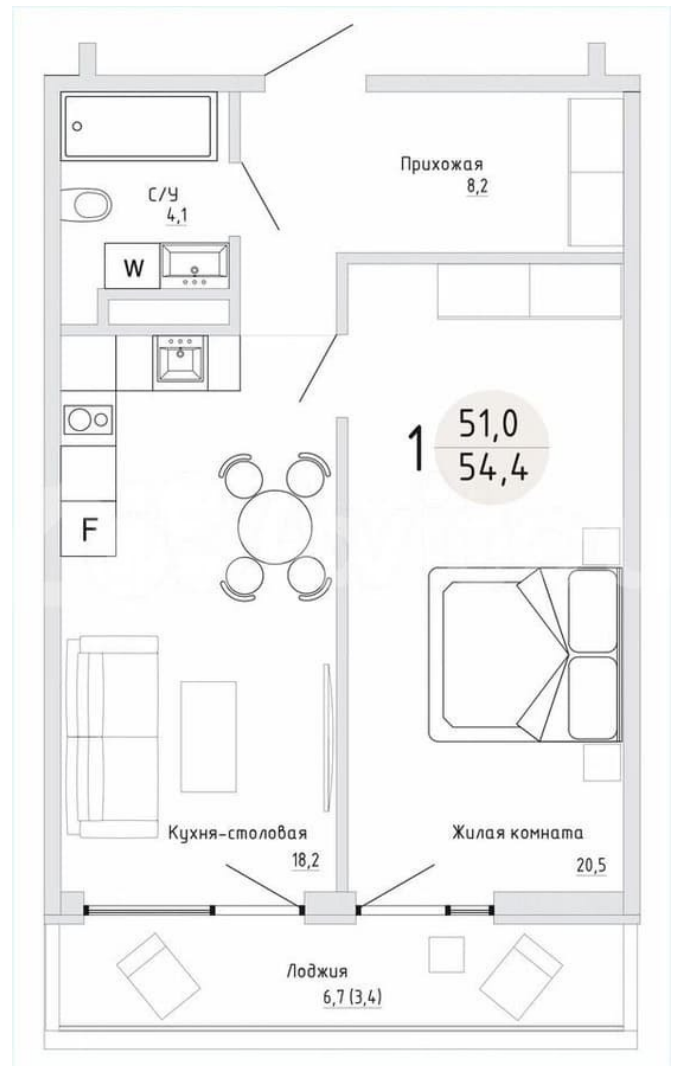 Прихожая
8,2
С/У
4,1
W
1
51,0
54,4
F
Кухня-столовая
18,2
Жилая комната
20,5
Лоджия
6,7 (3,4)